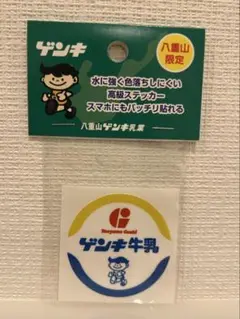 ゲンキ
八重山
限定
水に強く色落ちしにくい
高級ステッカー
スマホにもバッチリ貼れる
八重山ゲンキ乳業
ゲンキ牛乳